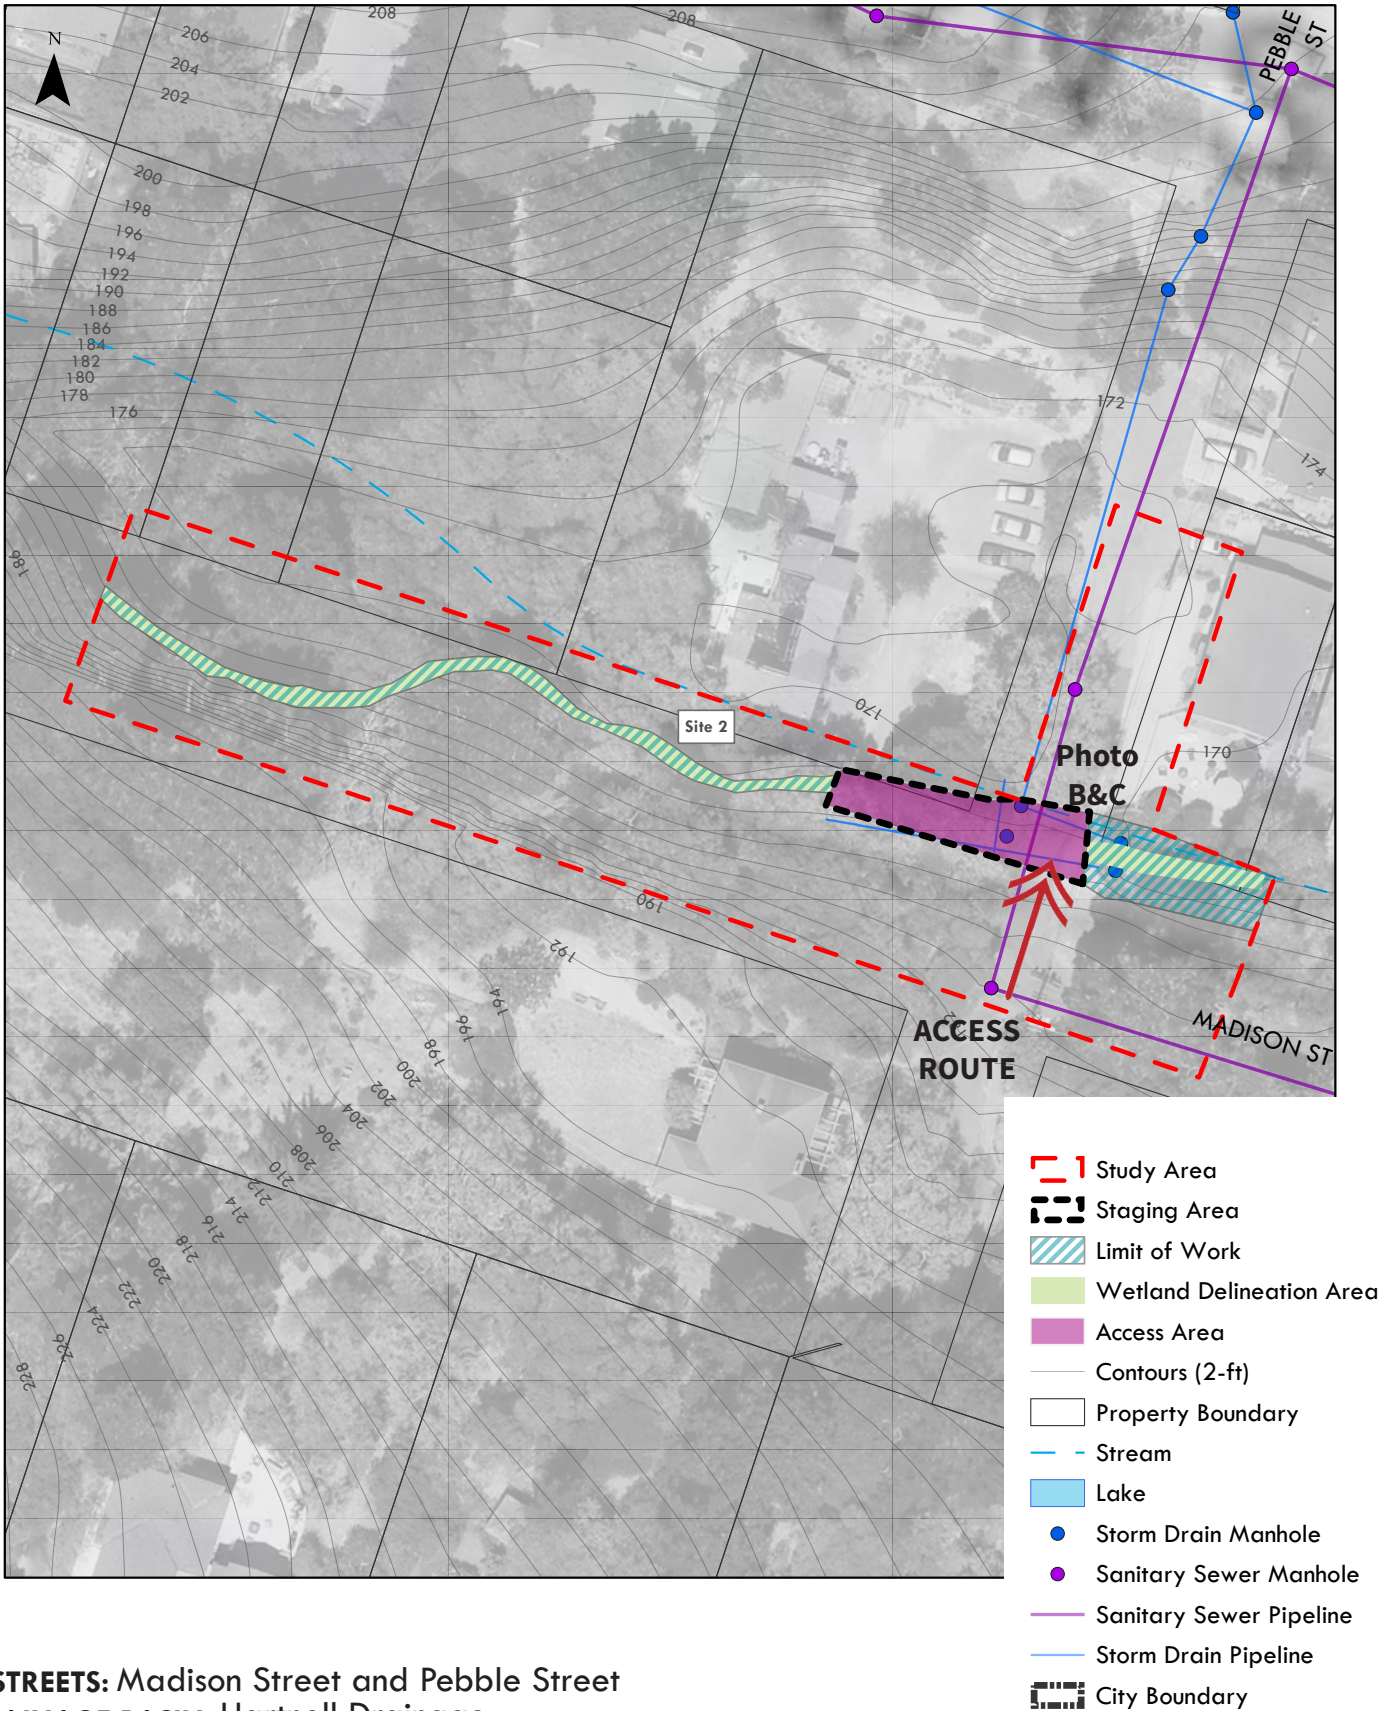 208
208
206
204
202
N
PEBBLE
ST
200
198
196
194
192
190
188
186
184
182
180
178
176
172
174
186
170
Site 2
170
Photo
B&C
190
192
194
196
198
200
202
204
206
208
210
212
214
216
218
220
222
224
226
228
ACCESS
ROUTE
MADISON ST
Study Area
Staging Area
Limit of Work
Wetland Delineation Area
Access Area
Contours (2-ft)
Property Boundary
Stream
Lake
Storm Drain Manhole
Sanitary Sewer Manhole
Sanitary Sewer Pipeline
Storm Drain Pipeline
City Boundary
STREETS: Madison Street and Pebble Street
Hartnell Drainage